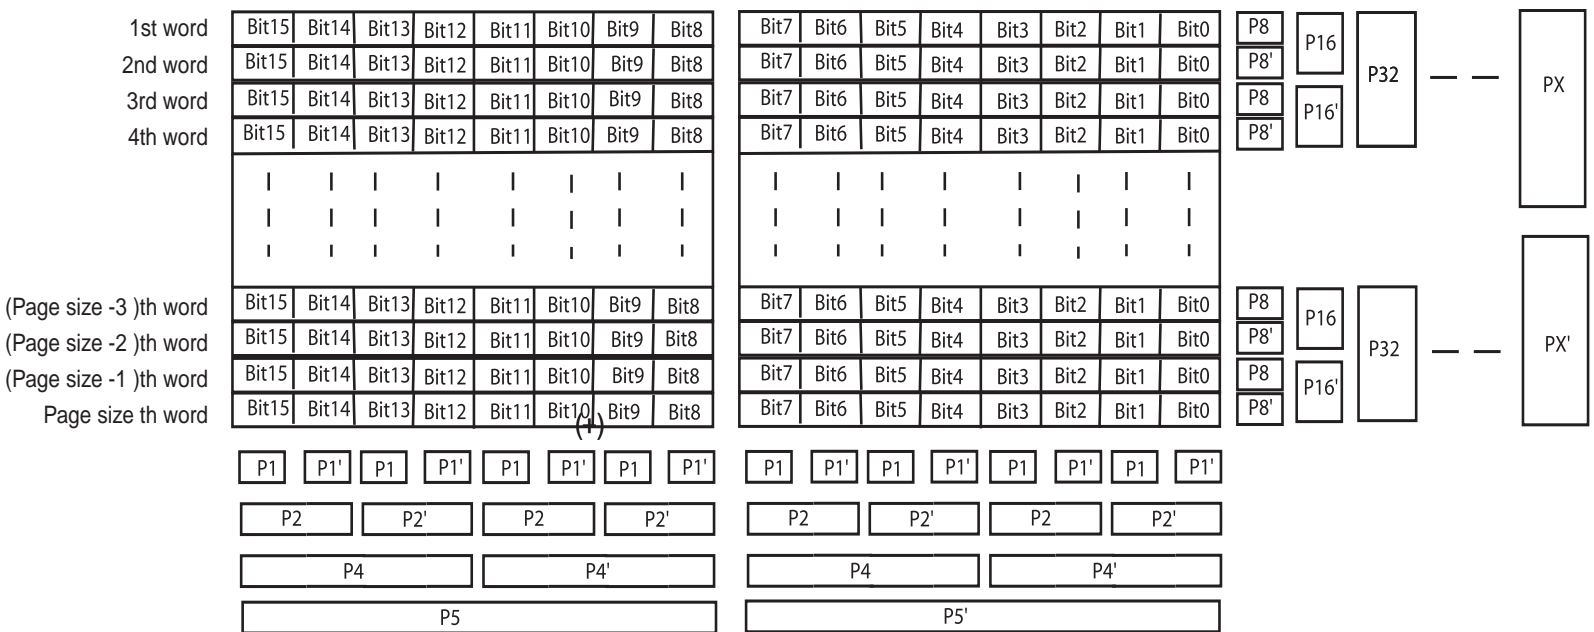 1st word Bit15 Bit14 Bit13 Bit12 Bit11 Bit10 Bit9 Bit8 Bit7 Bit6 Bit5 Bit4 Bit3 Bit2 Bit1 Bit0 P8 P16 P32 PX
2nd word Bit15 Bit14 Bit13 Bit12 Bit11 Bit10 Bit9 Bit8 Bit7 Bit6 Bit5 Bit4 Bit3 Bit2 Bit1 Bit0 P8'
3rd word Bit15 Bit14 Bit13 Bit12 Bit11 Bit10 Bit9 Bit8 Bit7 Bit6 Bit5 Bit4 Bit3 Bit2 Bit1 Bit0 P8 P16'
4th word Bit15 Bit14 Bit13 Bit12 Bit11 Bit10 Bit9 Bit8 Bit7 Bit6 Bit5 Bit4 Bit3 Bit2 Bit1 Bit0 P8'
(Page size -3 )th word Bit15 Bit14 Bit13 Bit12 Bit11 Bit10 Bit9 Bit8 Bit7 Bit6 Bit5 Bit4 Bit3 Bit2 Bit1 Bit0 P8 P16 P32 PX'
(Page size -2 )th word Bit15 Bit14 Bit13 Bit12 Bit11 Bit10 Bit9 Bit8 Bit7 Bit6 Bit5 Bit4 Bit3 Bit2 Bit1 Bit0 P8'
(Page size -1 )th word Bit15 Bit14 Bit13 Bit12 Bit11 Bit10 Bit9 Bit8 Bit7 Bit6 Bit5 Bit4 Bit3 Bit2 Bit1 Bit0 P8 P16'
Page size th word Bit15 Bit14 Bit13 Bit12 Bit11 Bit10 Bit9 Bit8 Bit7 Bit6 Bit5 Bit4 Bit3 Bit2 Bit1 Bit0 P8'
(+)
P1 P1' P1 P1' P1 P1' P1 P1' P1 P1' P1 P1' P1 P1' P1 P1'
P2 P2' P2 P2' P2 P2' P2 P2'
P4 P4' P4 P4'
P5 P5'